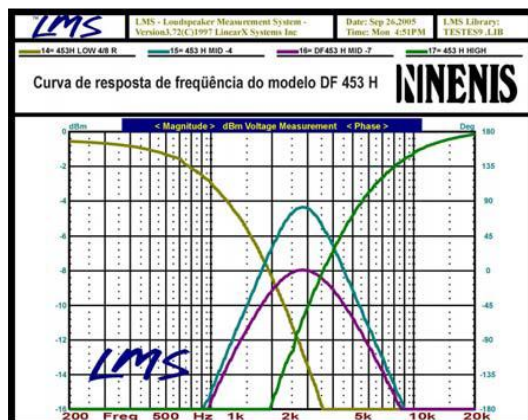 LMS
LMS - Loudspeaker Measurement System -
Version3.72(C)1997 LinearX Systems Inc
Date: Sep 26,2005
Time: Mon 4:51PM
LMS Library:
TESTES9 .LIB
14= 453H LOW 4/8 R
15= 453 H MID -4
16= DF453 H MID -7
17= 453 H HIGH
Curva de resposta de freqüência do modelo DF 453 H
NENIS
dBm < Magnitude > dBm Voltage Measurement < Phase > Deg
0 180
-2 135
-4 90
-6 45
-8 0
-10 -45
-12 -90
-14 -135
-16 -180
LMS
200 Freq 500 Hz 1k 2k 5k 10k 20k